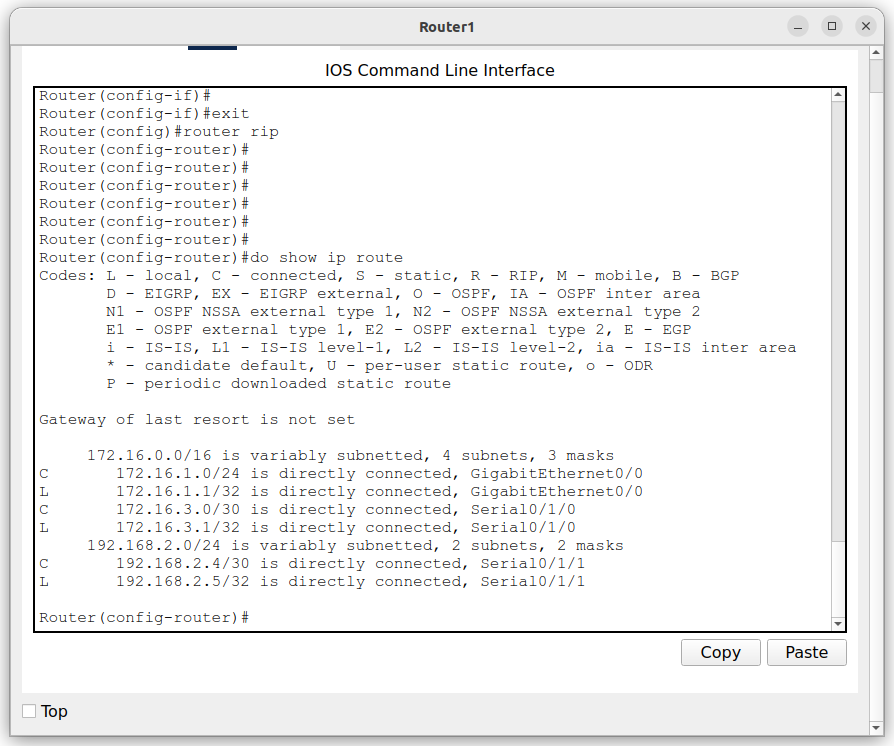 Router1
IOS Command Line Interface
Router(config-if)#
Router(config-if)#exit
Router(config)#router rip
Router(config-router)#
Router(config-router)#
Router(config-router)#
Router(config-router)#
Router(config-router)#
Router(config-router)#
Router(config-router)#do show ip route
Codes: L - local, C - connected, S - static, R - RIP, M - mobile, B - BGP
       D - EIGRP, EX - EIGRP external, O - OSPF, IA - OSPF inter area
       N1 - OSPF NSSA external type 1, N2 - OSPF NSSA external type 2
       E1 - OSPF external type 1, E2 - OSPF external type 2, E - EGP
       i - IS-IS, L1 - IS-IS level-1, L2 - IS-IS level-2, ia - IS-IS inter area
       * - candidate default, U - per-user static route, o - ODR
       P - periodic downloaded static route
Gateway of last resort is not set
     172.16.0.0/16 is variably subnetted, 4 subnets, 3 masks
C       172.16.1.0/24 is directly connected, GigabitEthernet0/0
L       172.16.1.1/32 is directly connected, GigabitEthernet0/0
C       172.16.3.0/30 is directly connected, Serial0/1/0
L       172.16.3.1/32 is directly connected, Serial0/1/0
     192.168.2.0/24 is variably subnetted, 2 subnets, 2 masks
C       192.168.2.4/30 is directly connected, Serial0/1/1
L       192.168.2.5/32 is directly connected, Serial0/1/1
Router(config-router)#
Copy Paste
Top